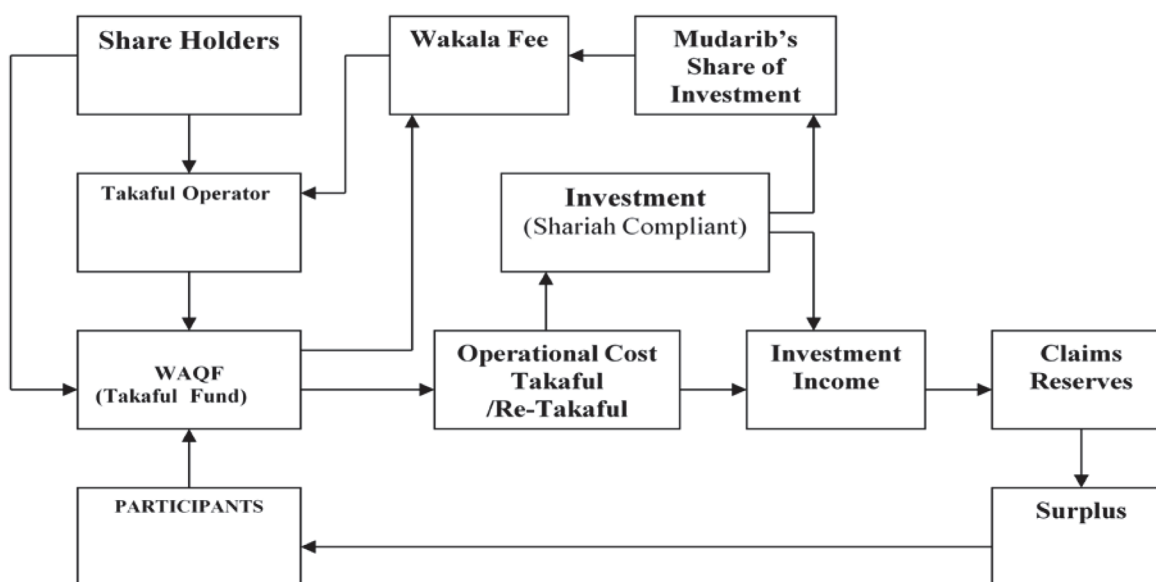 Share Holders
Wakala Fee
Mudarib's
Share of
Investment
Takaful Operator
Investment
(Shariah Compliant)
WAQF
(Takaful Fund)
Operational Cost
Takaful
/Re-Takaful
Investment
Income
Claims
Reserves
PARTICIPANTS
Surplus